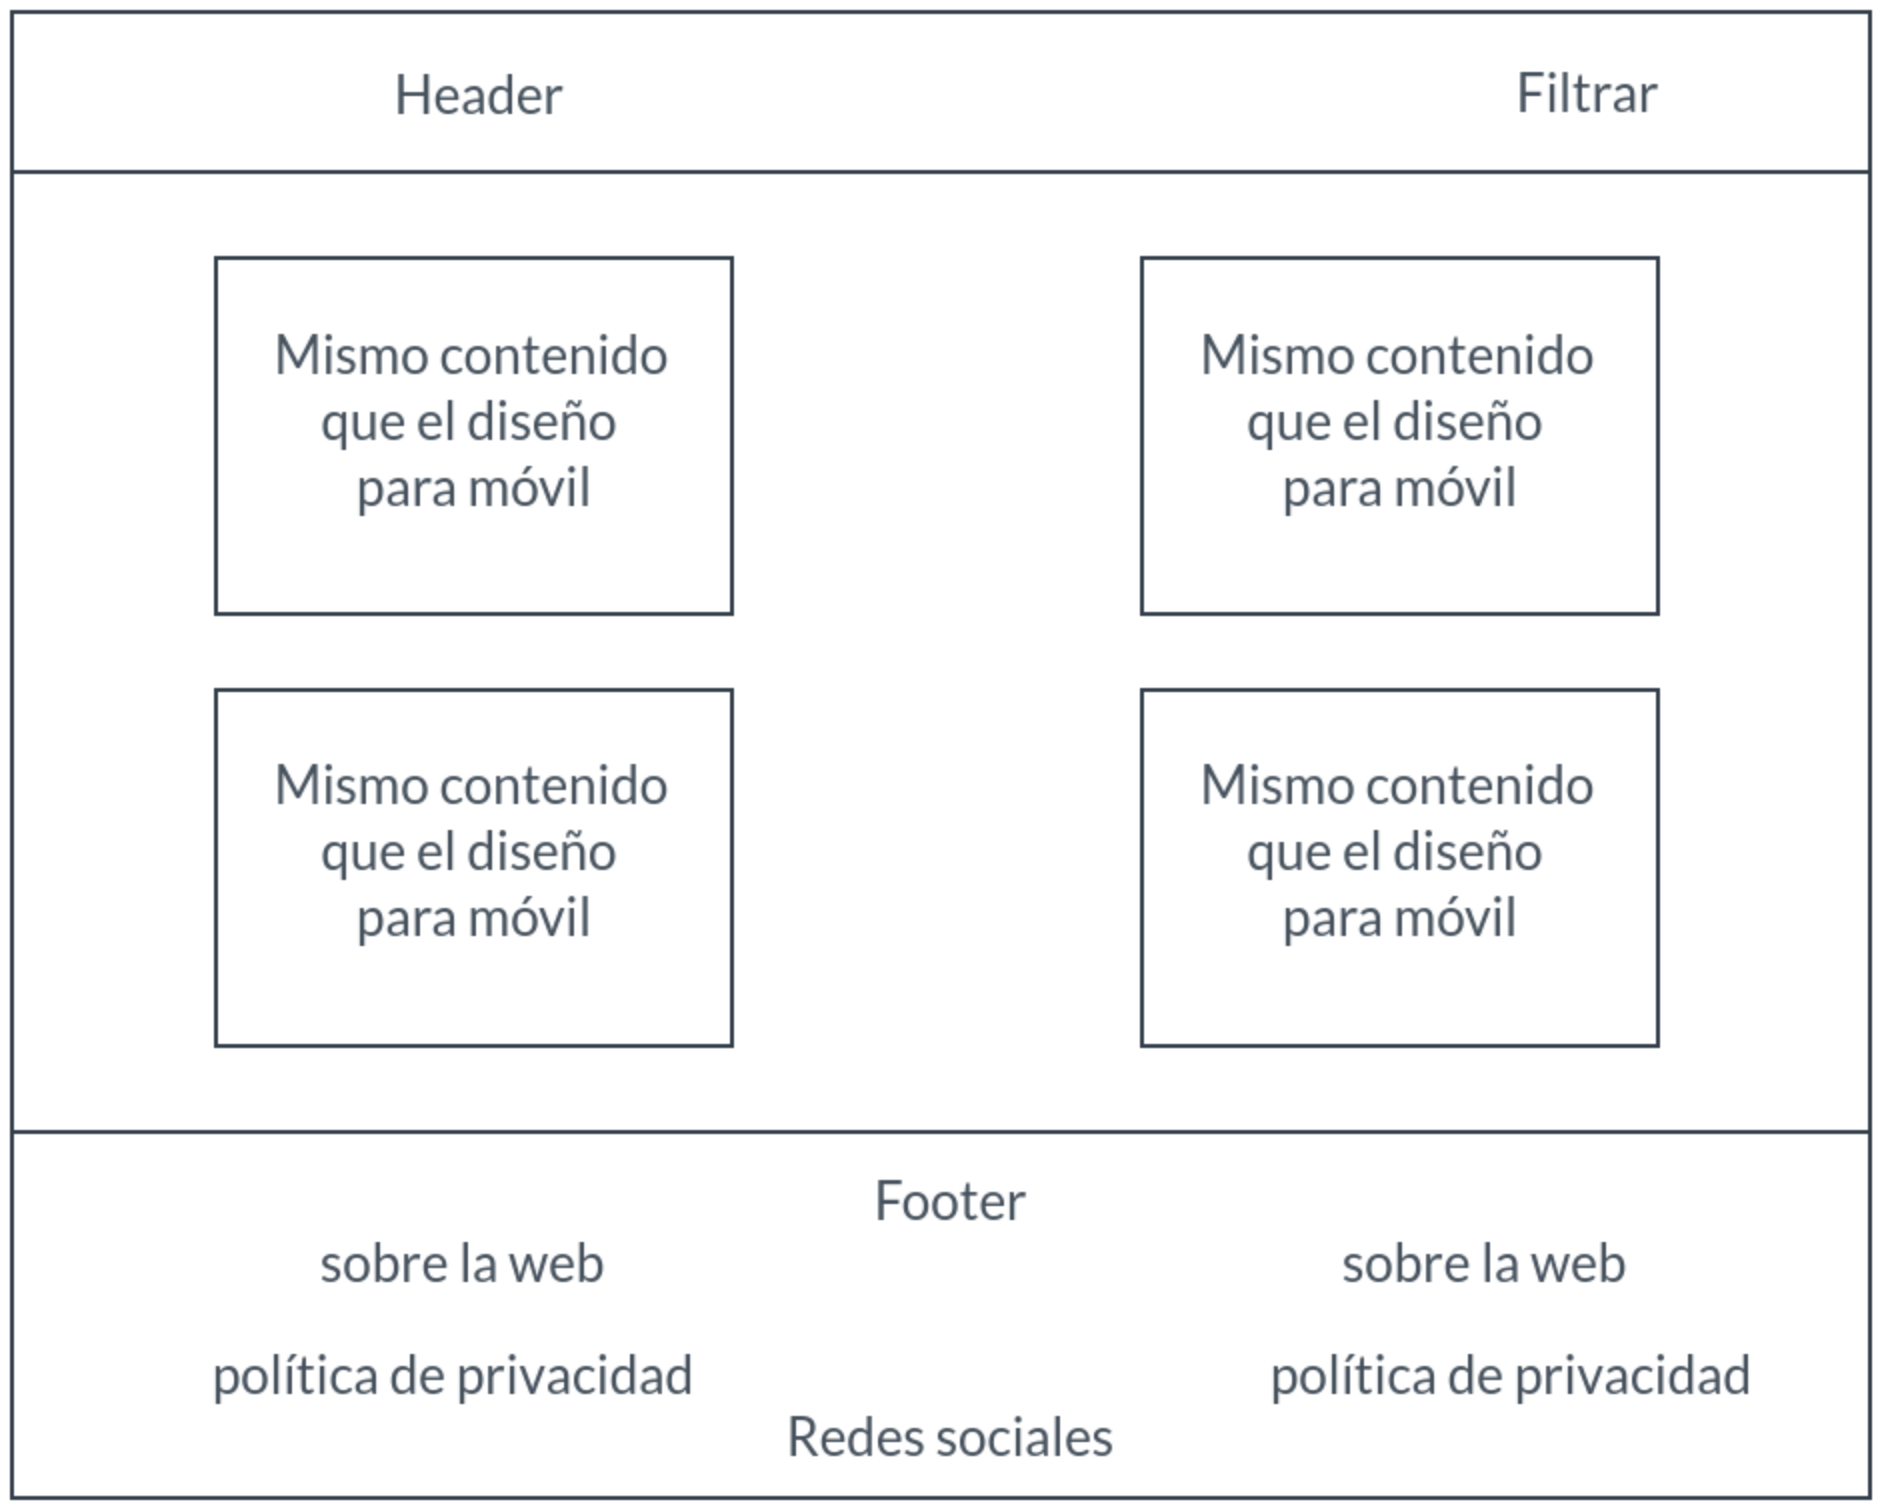 Header
Filtrar
Mismo contenido
que el diseño
para móvil
Mismo contenido
que el diseño
para móvil
Mismo contenido
que el diseño
para móvil
Mismo contenido
que el diseño
para móvil
Footer
sobre la web
sobre la web
política de privacidad
política de privacidad
Redes sociales